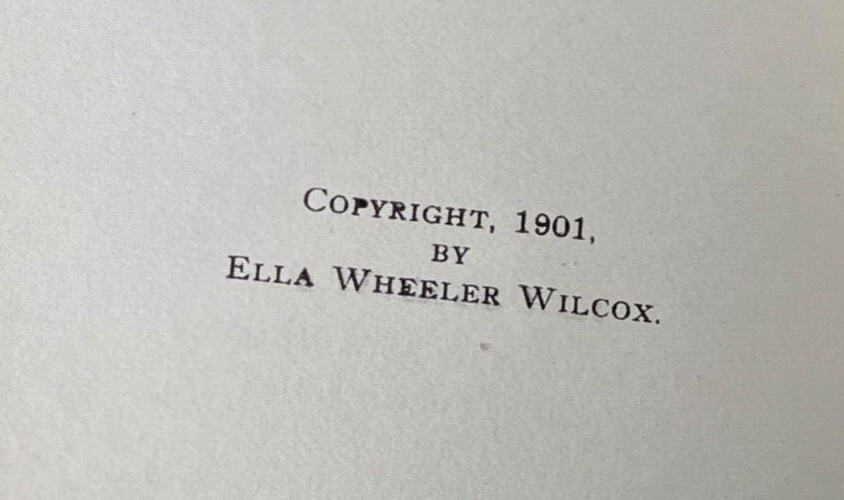 COPYRIGHT, 1901,
BY
ELLA WHEELER WILCOX.